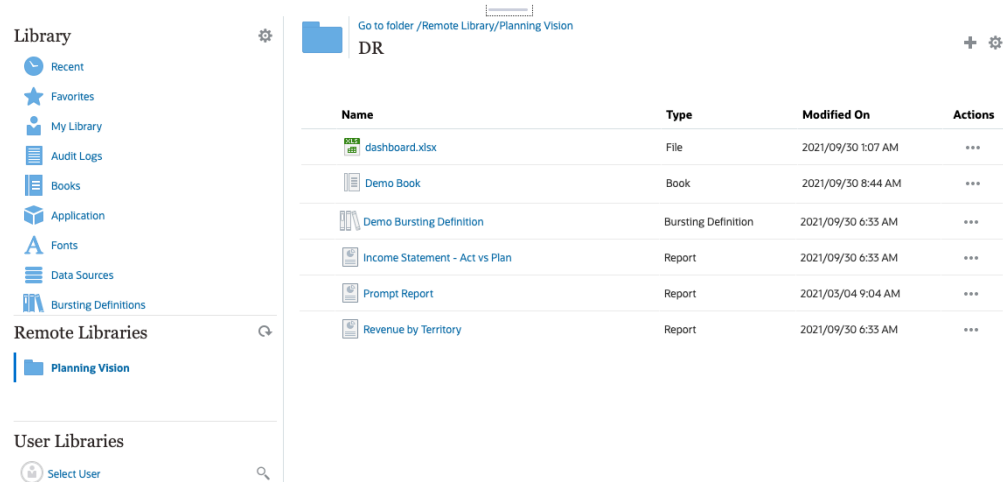 Library
Recent
Favorites
My Library
Audit Logs
Books
Application
Fonts
Data Sources
Bursting Definitions
Remote Libraries
Planning Vision
User Libraries
Select User
Go to folder /Remote Library/Planning Vision
DR
Name Type Modified On Actions
XLS dashboard.xlsx File 2021/09/30 1:07 AM
Demo Book Book 2021/09/30 8:44 AM
Demo Bursting Definition Bursting Definition 2021/09/30 6:33 AM
Income Statement - Act vs Plan Report 2021/09/30 6:33 AM
Prompt Report Report 2021/03/04 9:04 AM
Revenue by Territory Report 2021/09/30 6:33 AM